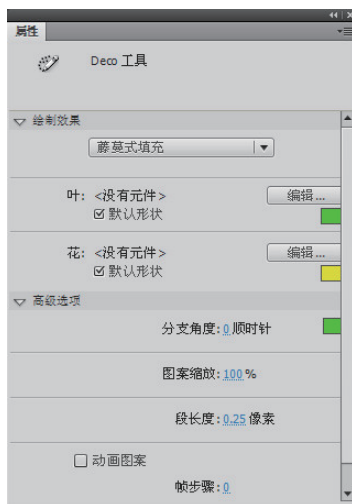 属性
Deco 工具
绘制效果
藤蔓式填充
叶: <没有元件> 编辑...
默认形状
花: <没有元件> 编辑...
默认形状
高级选项
分支角度: 0 顺时针
图案缩放: 100 %
段长度: 0.25 像素
动画图案
帧步骤: 0